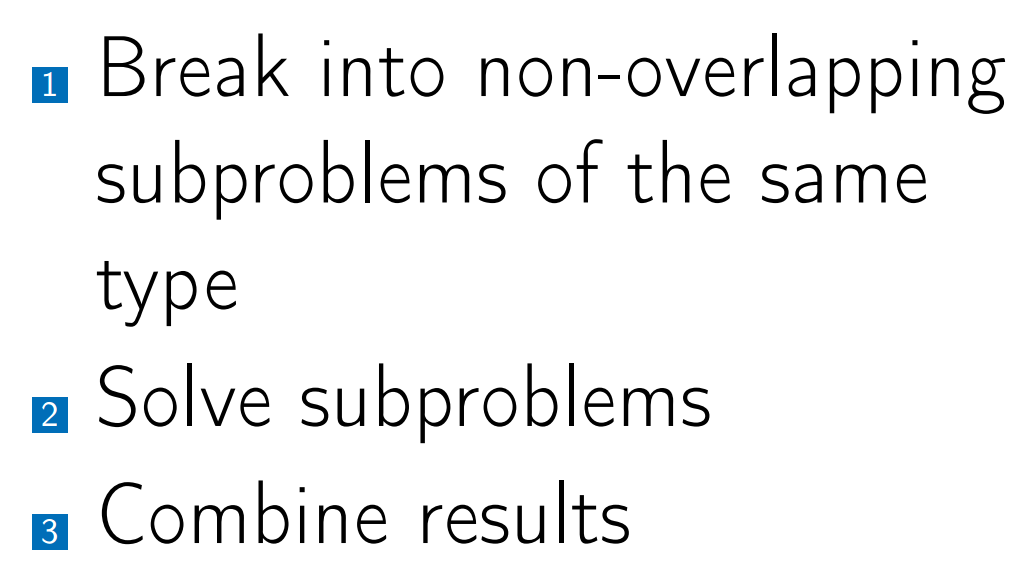 1 Break into non-overlapping
subproblems of the same
type
2 Solve subproblems
3 Combine results